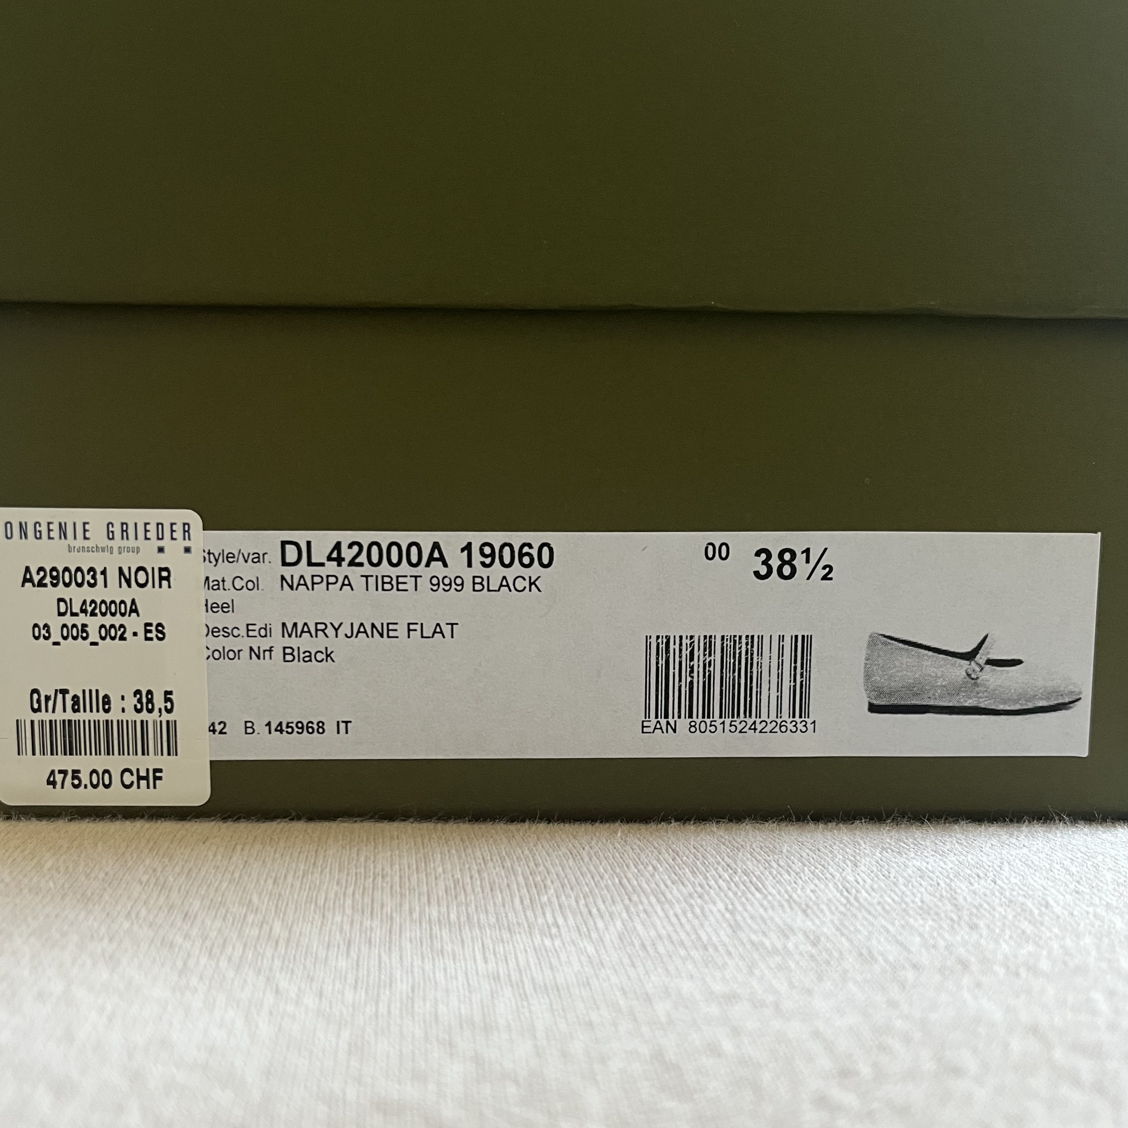 ONGENIE GRIEDER
brunschwig group
A290031 NOIR
DL42000A
03_005_002 - ES
Gr/Taille : 38,5
475.00 CHF
Style/var. DL42000A 19060
Mat.Col. NAPPA TIBET 999 BLACK
Heel
Desc.Edi MARYJANE FLAT
Color Nrf Black
42 B. 145968 IT
00 38½
EAN 8051524226331